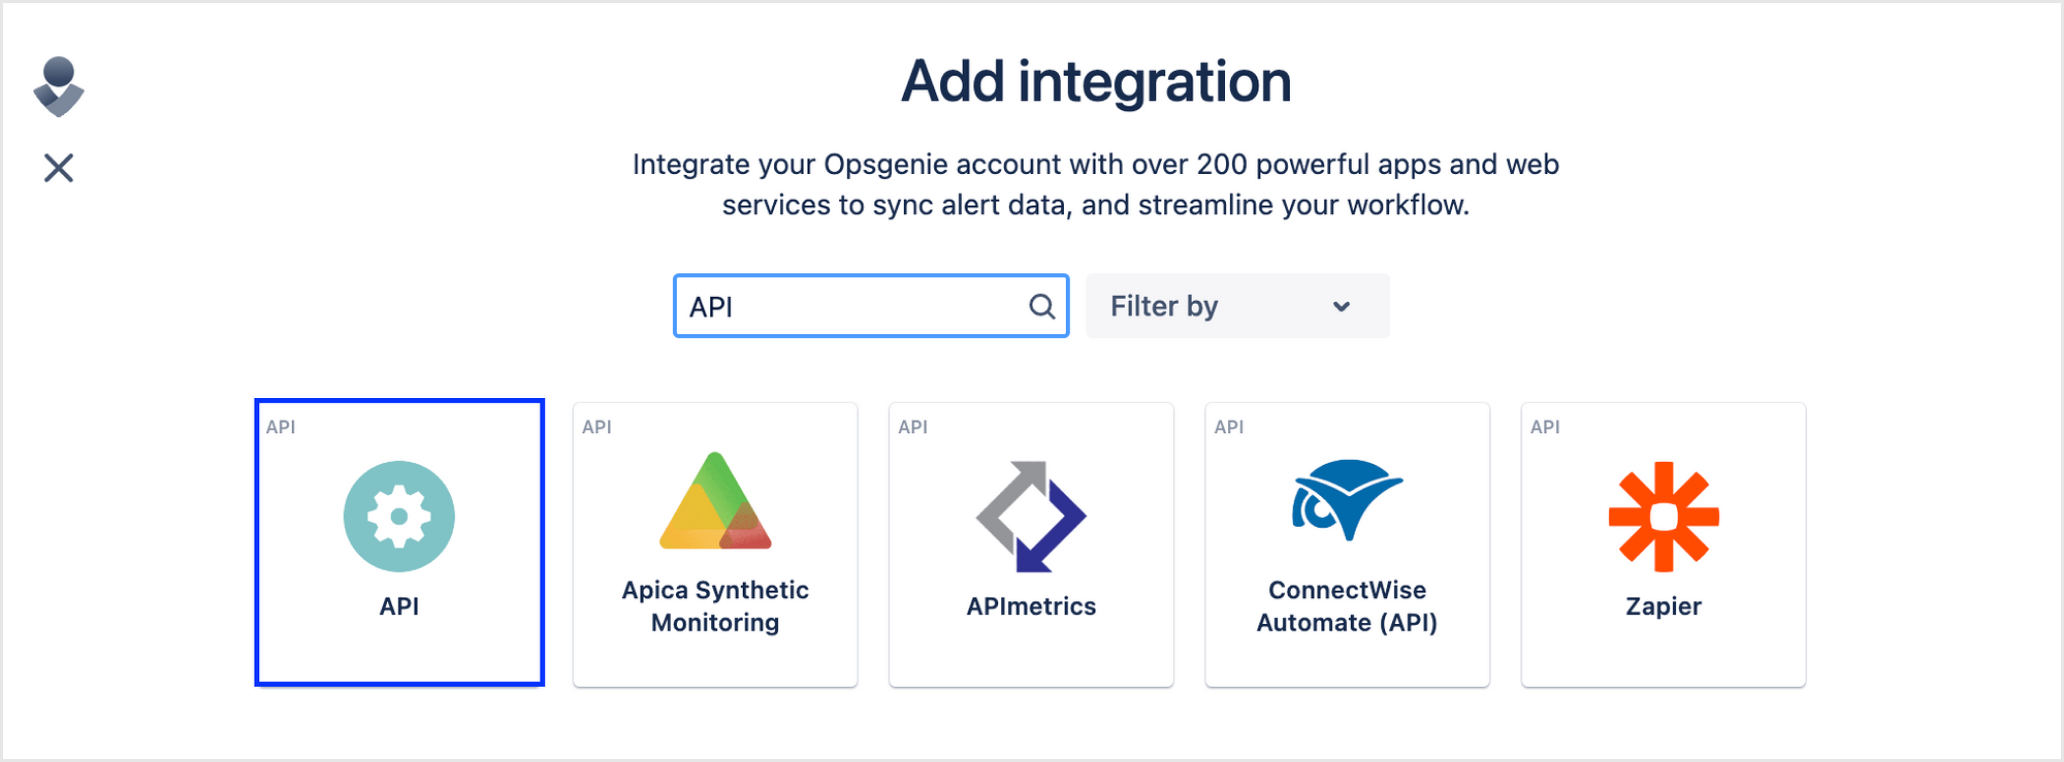 Add integration
Integrate your Opsgenie account with over 200 powerful apps and web
services to sync alert data, and streamline your workflow.
API
Filter by
API
API
API
Apica Synthetic
Monitoring
API
APImetrics
API
ConnectWise
Automate (API)
API
Zapier